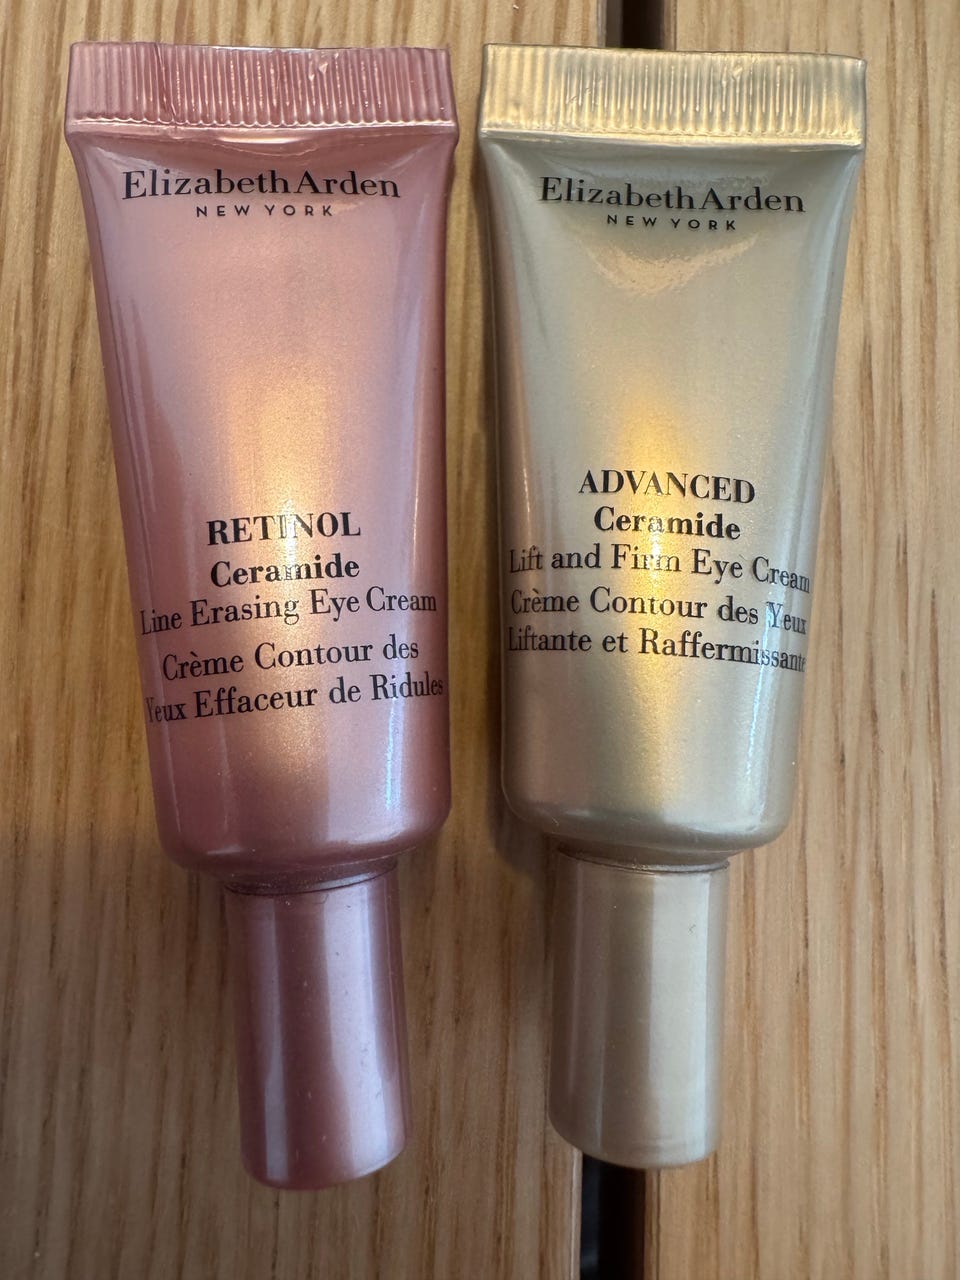 Elizabeth Arden
NEW YORK
RETINOL
Ceramide
Line Erasing Eye Cream
Crème Contour des
Yeux Effaceur de Ridules
Elizabeth Arden
NEW YORK
ADVANCED
Ceramide
Lift and Firm Eye Cream
Crème Contour des Yeux
Liftante et Raffermissante